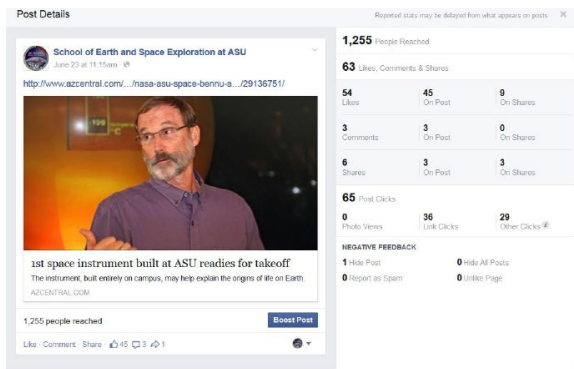 Post Details
Reported stats may be delayed from what appears on posts
School of Earth and Space Exploration at ASU
June 23 at 11:15am
http://www.azcentral.com/.../nasa-asu-space-bennu-a.../29136751/
1st space instrument built at ASU readies for takeoff
The instrument, built entirely on campus, may help explain the origins of life on Earth.
AZCENTRAL.COM
1,255 people reached
Boost Post
Like · Comment · Share · 45 3 1
1,255 People Reached
63 Likes, Comments & Shares
54 45 9
Likes On Post On Shares
3 3 0
Comments On Post On Shares
6 3 3
Shares On Post On Shares
65 Post Clicks
0 36 29
Photo Views Link Clicks Other Clicks
NEGATIVE FEEDBACK
1 Hide Post 0 Hide All Posts
0 Report as Spam 0 Unlike Page